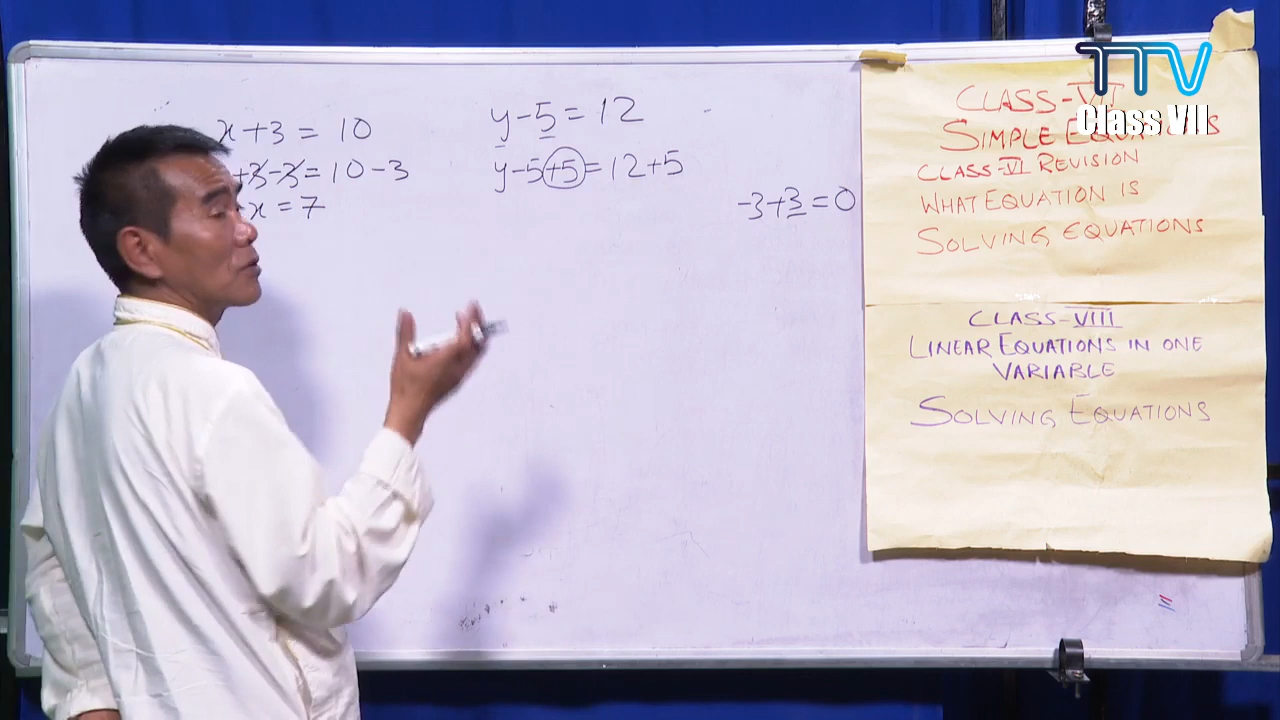 x+3 = 10
+3-3= 10-3
x = 7
y-5=12
y-5+5=12+5
-3+3=0
TTV
Class VII
CLASS-VII
SIMPLE
CLASS-VI REVISION
WHAT EQUATION IS
SOLVING EQUATIONS
CLASS-VIII
LINEAR EQUATIONS IN ONE
VARIABLE
SOLVING EQUATIONS